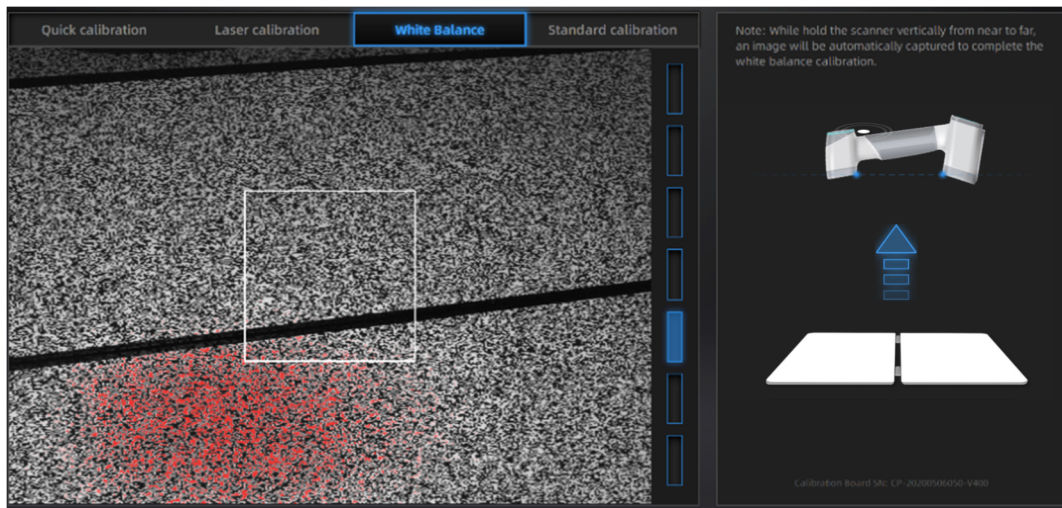 Quick calibration
Laser calibration
White Balance
Standard calibration
Note: While hold the scanner vertically from near to far,
an image will be automatically captured to complete the
white balance calibration.
Calibration Board SN: CP-20200506050-V400